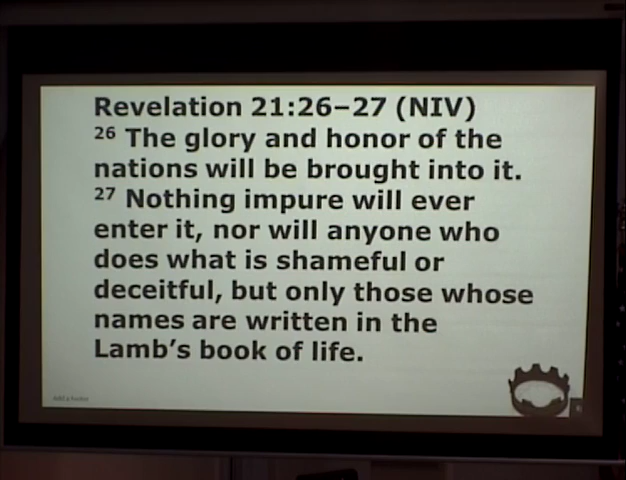 Revelation 21:26–27 (NIV)
26 The glory and honor of the
nations will be brought into it.
27 Nothing impure will ever
enter it, nor will anyone who
does what is shameful or
deceitful, but only those whose
names are written in the
Lamb’s book of life.
Add a footer